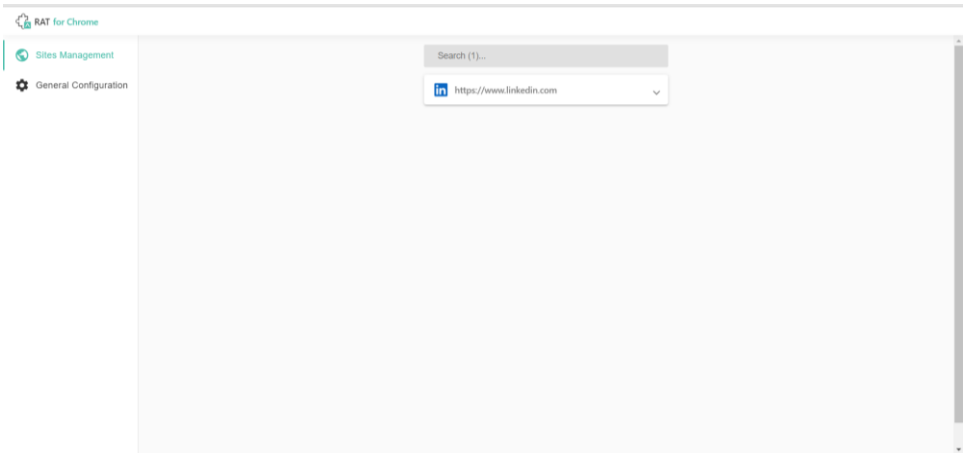 RAT for Chrome
Sites Management
General Configuration
Search (1)...
in https://www.linkedin.com